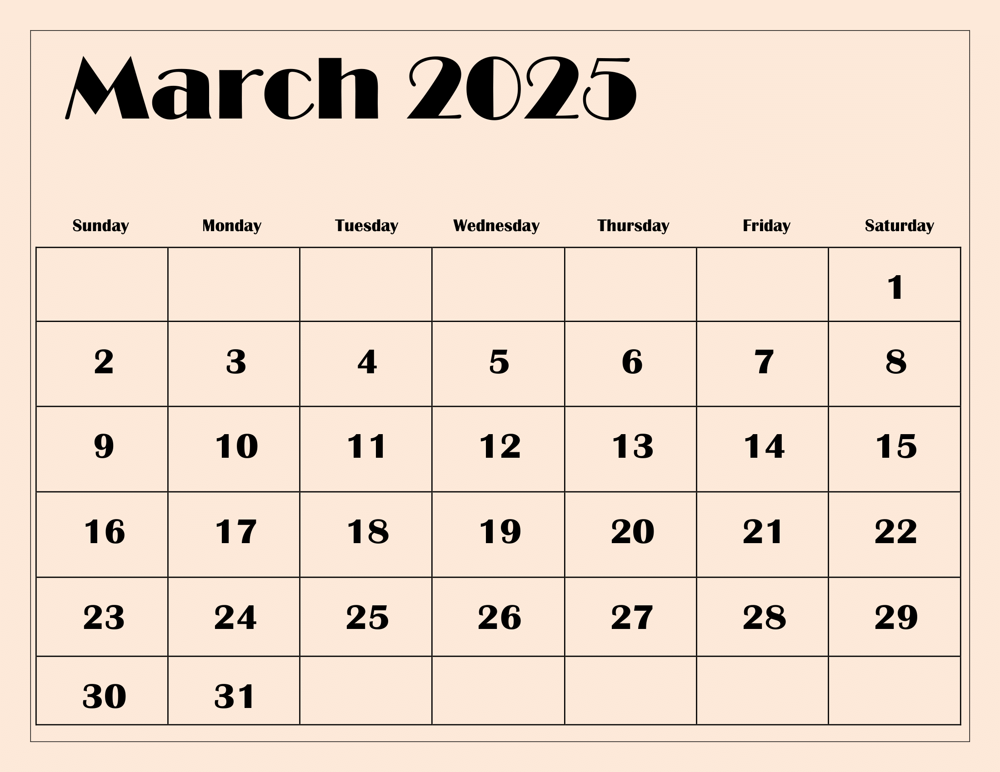 March 2025
Sunday Monday Tuesday Wednesday Thursday Friday Saturday
1
2 3 4 5 6 7 8
9 10 11 12 13 14 15
16 17 18 19 20 21 22
23 24 25 26 27 28 29
30 31